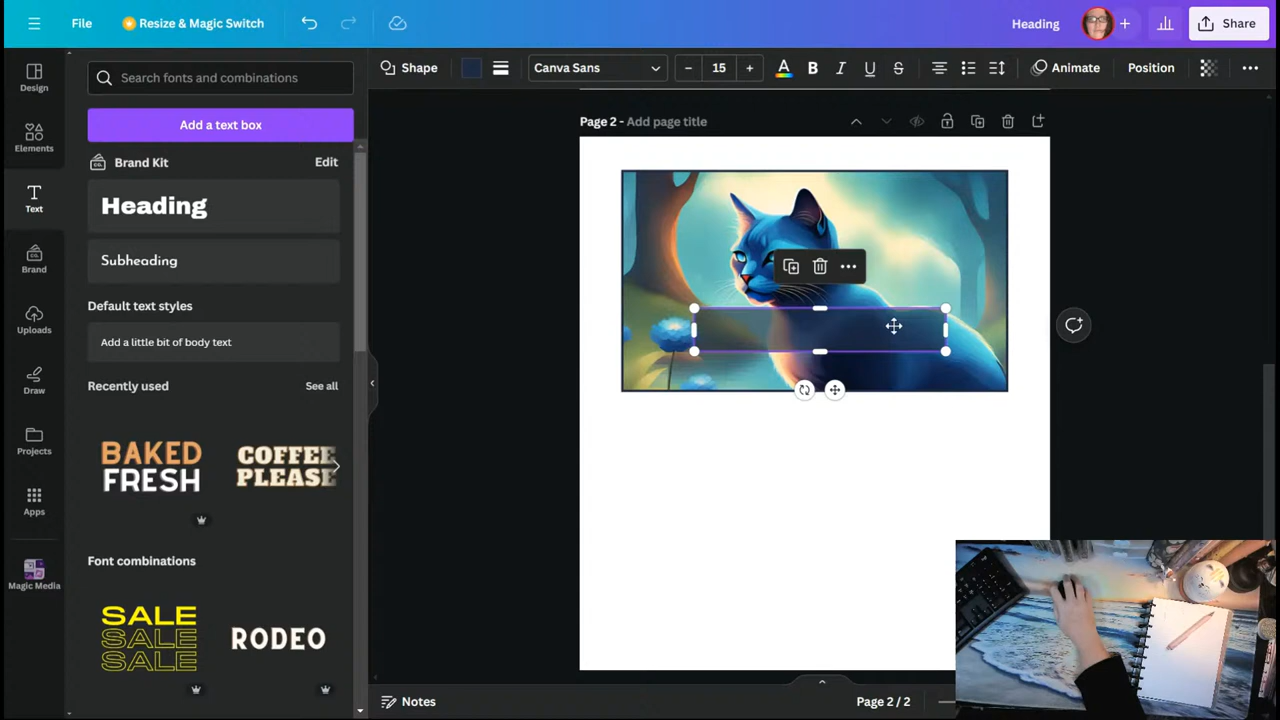 File
Resize & Magic Switch
Heading
Share
Design
Elements
Text
Brand
Uploads
Draw
Projects
Apps
Magic Media
Search fonts and combinations
Add a text box
Brand Kit
Edit
Heading
Subheading
Default text styles
Add a little bit of body text
Recently used
See all
BAKED
FRESH
COFFEE
PLEASE
Font combinations
SALE
SALE
SALE
RODEO
Shape
Canva Sans
15
A
B
I
U
S
Animate
Position
Page 2 - Add page title
Notes
Page 2 / 2